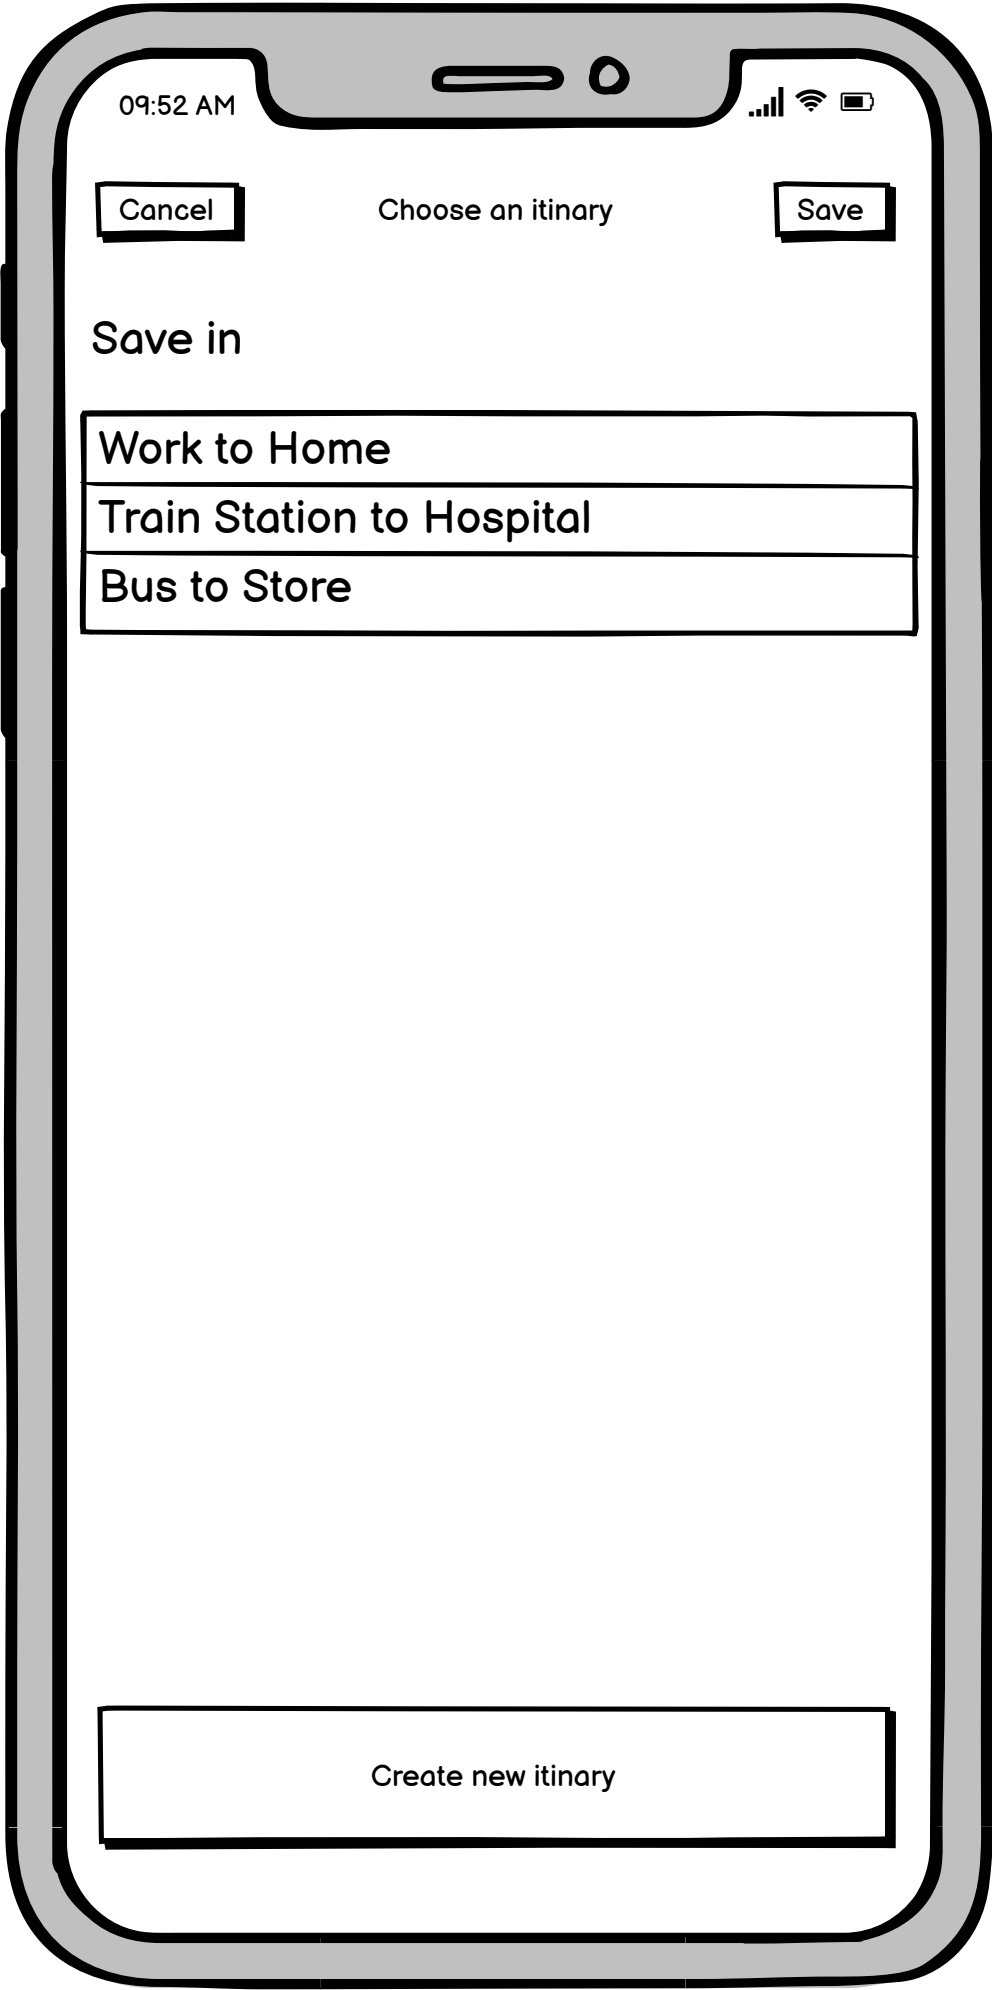 09:52 AM
Cancel
Choose an itinary
Save
Save in
Work to Home
Train Station to Hospital
Bus to Store
Create new itinary